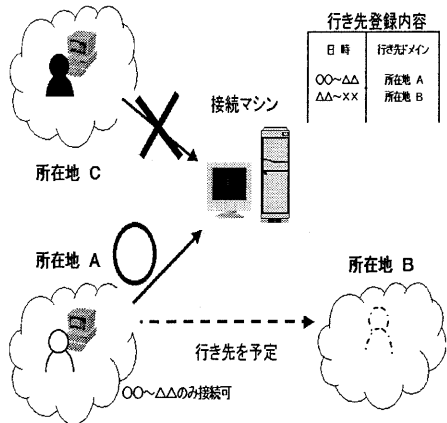 行き先登録内容
日 時 行き先ドメイン
○○~△△ 所在地 A
△△~×× 所在地 B
接続マシン
所在地 C
所在地 A
所在地 B
行き先を予定
○○~△△のみ接続可